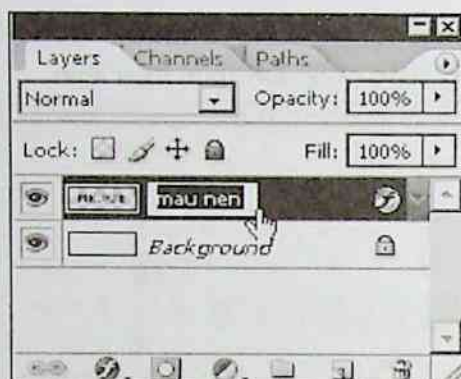 Layers Channels Paths
Normal Opacity: 100%
Lock: Fill: 100%
mau nen
Background